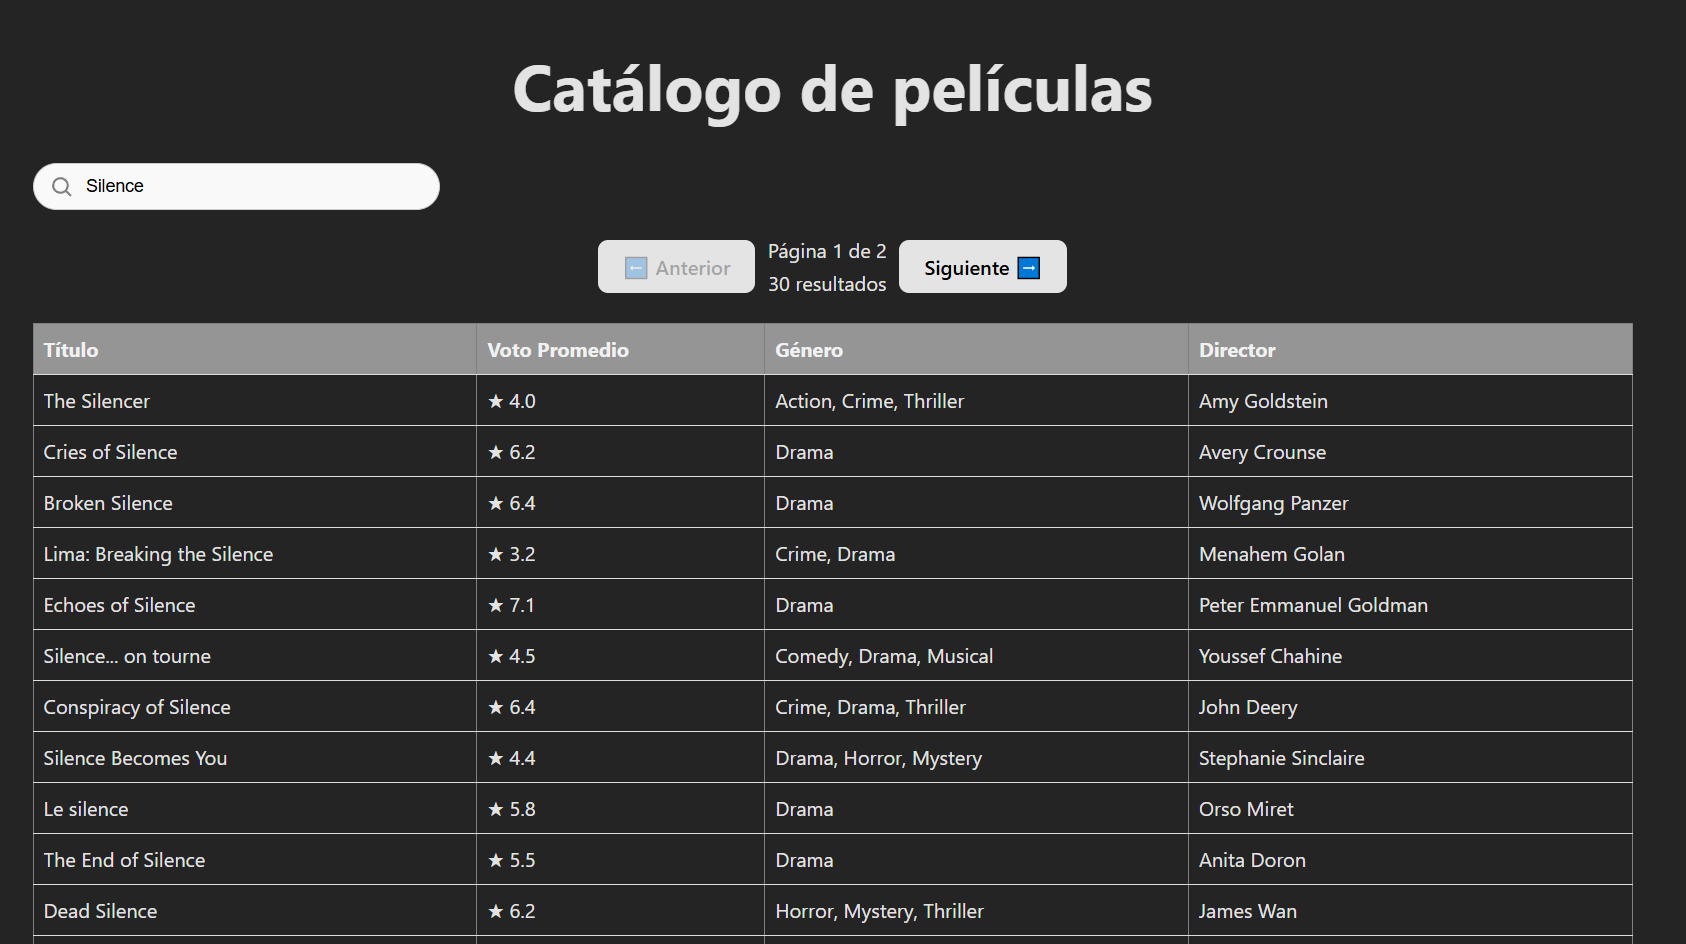 Catálogo de películas
Silence
⬅️ Anterior
Página 1 de 2
30 resultados
Siguiente ➡️
Título Voto Promedio Género Director
The Silencer ★ 4.0 Action, Crime, Thriller Amy Goldstein
Cries of Silence ★ 6.2 Drama Avery Crounse
Broken Silence ★ 6.4 Drama Wolfgang Panzer
Lima: Breaking the Silence ★ 3.2 Crime, Drama Menahem Golan
Echoes of Silence ★ 7.1 Drama Peter Emmanuel Goldman
Silence... on tourne ★ 4.5 Comedy, Drama, Musical Youssef Chahine
Conspiracy of Silence ★ 6.4 Crime, Drama, Thriller John Deery
Silence Becomes You ★ 4.4 Drama, Horror, Mystery Stephanie Sinclaire
Le silence ★ 5.8 Drama Orso Miret
The End of Silence ★ 5.5 Drama Anita Doron
Dead Silence ★ 6.2 Horror, Mystery, Thriller James Wan